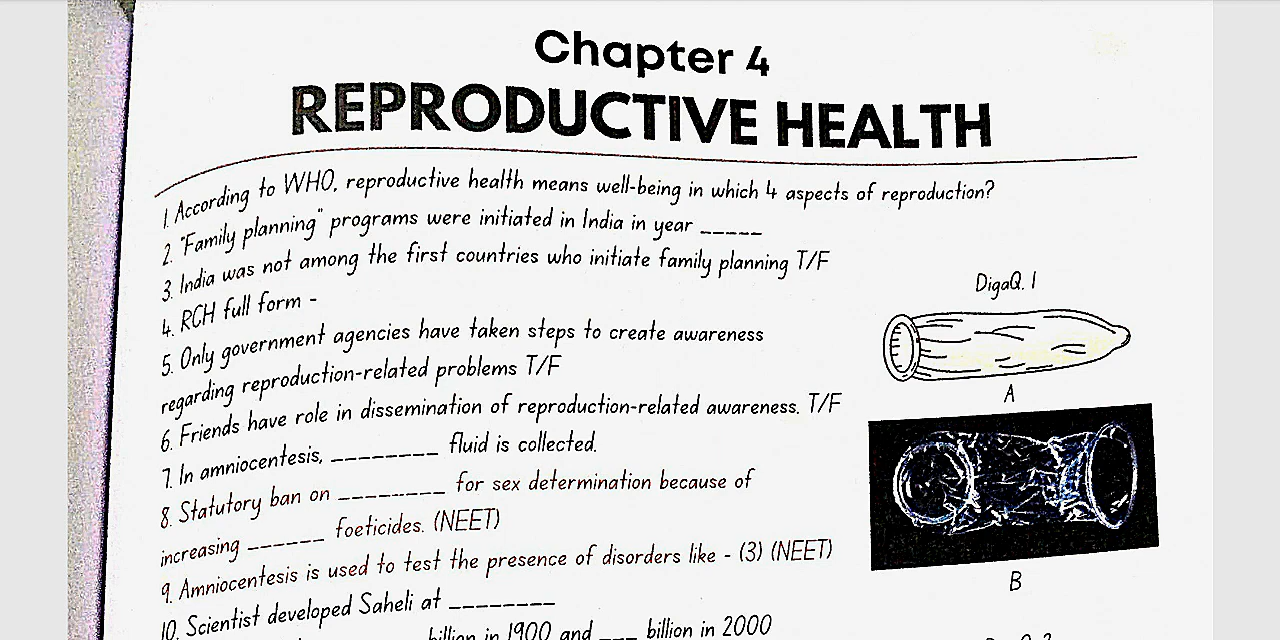 Chapter 4
REPRODUCTIVE HEALTH
1. According to WHO, reproductive health means well-being in which 4 aspects of reproduction?
2. "Family planning" programs were initiated in India in year _____
3. India was not among the first countries who initiate family planning T/F
4. RCH full form -
5. Only government agencies have taken steps to create awareness
regarding reproduction-related problems T/F
6. Friends have role in dissemination of reproduction-related awareness. T/F
7. In amniocentesis, ________ fluid is collected.
8. Statutory ban on ________ for sex determination because of
increasing ______ foeticides. (NEET)
9. Amniocentesis is used to test the presence of disorders like - (3) (NEET)
10. Scientist developed Saheli at ________
billion in 1900 and ___ billion in 2000
DigaQ. 1
A
B